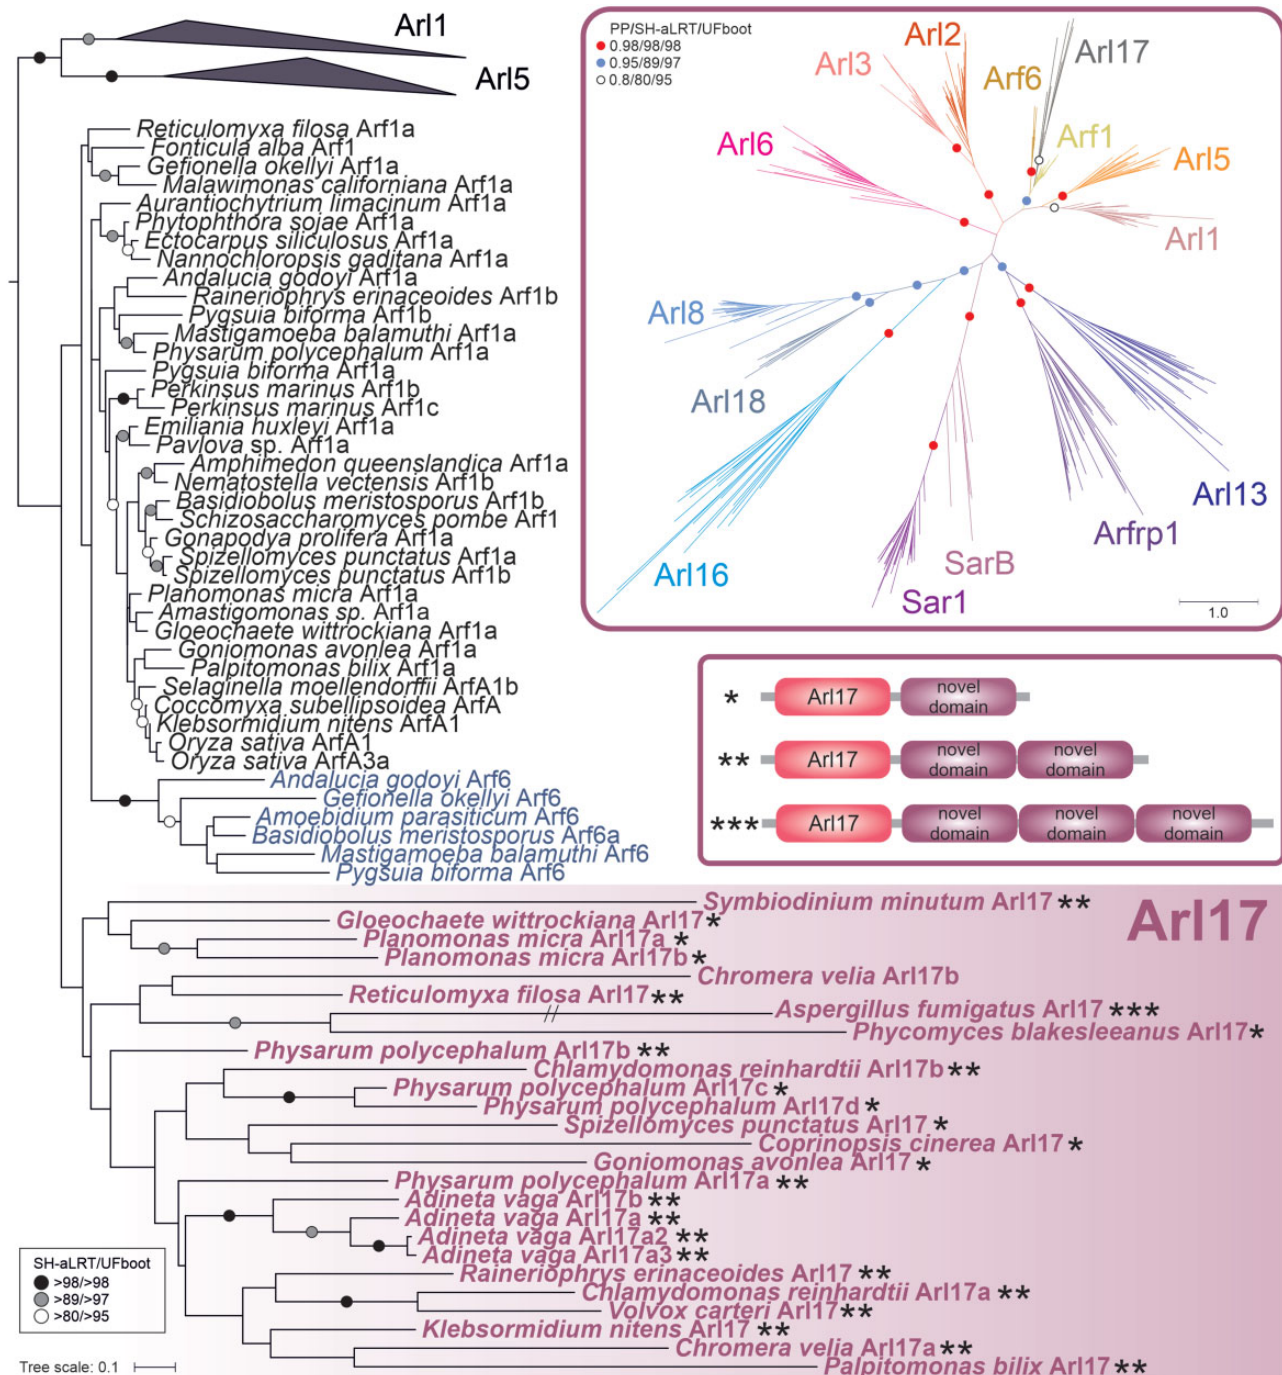 Arl1
Arl5
Reticulomyxa filosa Arf1a
Fonticula alba Arf1
Gefionella okellyi Arf1a
Malawimonas californiana Arf1a
Aurantiochytrium limacinum Arf1a
Phytophthora sojae Arf1a
Ectocarpus siliculosus Arf1a
Nannochloropsis gaditana Arf1a
Andalucia godoyi Arf1a
Raineriophrys erinaceoides Arf1b
Pygsuia biforma Arf1b
Mastigamoeba balamuthi Arf1a
Physarum polycephalum Arf1a
Pygsuia biforma Arf1a
Perkinsus marinus Arf1b
Perkinsus marinus Arf1c
Emiliania huxleyi Arf1a
Pavlova sp. Arf1a
Amphimedon queenslandica Arf1a
Nematostella vectensis Arf1b
Basidiobolus meristosporus Arf1b
Schizosaccharomyces pombe Arf1
Gonapodya prolifera Arf1a
Spizellomyces punctatus Arf1a
Spizellomyces punctatus Arf1b
Planomonas micra Arf1a
Amastigomonas sp. Arf1a
Gloeochaete wittrockiana Arf1a
Goniomonas avonlea Arf1a
Palpitomonas bilix Arf1a
Selaginella moellendorffii ArfA1b
Coccomyxa subellipsoidea ArfA
Klebsormidium nitens ArfA1
Oryza sativa ArfA1
Oryza sativa ArfA3a
Andalucia godoyi Arf6
Gefionella okellyi Arf6
Amoebidium parasiticum Arf6
Basidiobolus meristosporus Arf6a
Mastigamoeba balamuthi Arf6
Pygsuia biforma Arf6
Symbiodinium minutum Arl17 **
Gloeochaete wittrockiana Arl17 *
Planomonas micra Arl17a *
Planomonas micra Arl17b *
Chromera velia Arl17b
Reticulomyxa filosa Arl17 **
Aspergillus fumigatus Arl17 ***
Phycomyces blakesleeanus Arl17 *
Physarum polycephalum Arl17b **
Chlamydomonas reinhardtii Arl17b **
Physarum polycephalum Arl17c *
Physarum polycephalum Arl17d *
Spizellomyces punctatus Arl17 *
Coprinopsis cinerea Arl17 *
Goniomonas avonlea Arl17 *
Physarum polycephalum Arl17a **
Adineta vaga Arl17b **
Adineta vaga Arl17a **
Adineta vaga Arl17a2 **
Adineta vaga Arl17a3 **
Raineriophrys erinaceoides Arl17 **
Chlamydomonas reinhardtii Arl17a **
Volvox carteri Arl17 **
Klebsormidium nitens Arl17 **
Chromera velia Arl17a **
Palpitomonas bilix Arl17 **
Arl17
SH-aLRT/UFboot
>98/>98
>89/>97
>80/>95
Tree scale: 0.1
PP/SH-aLRT/UFboot
0.98/98/98
0.95/89/97
0.8/80/95
Arl2
Arl3
Arl17
Arf6
Arf1
Arl5
Arl6
Arl1
Arl8
Arl18
Arl13
Arfrp1
SarB
Arl16
Sar1
1.0
* Arl17 novel domain
** Arl17 novel domain novel domain
*** Arl17 novel domain novel domain novel domain